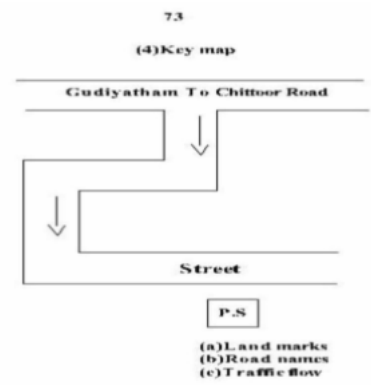 73
(4)Key map
Gudiyatham To Chittoor Road
Street
P.S
(a)Land marks
(b)Road names
(c)Traffic flow